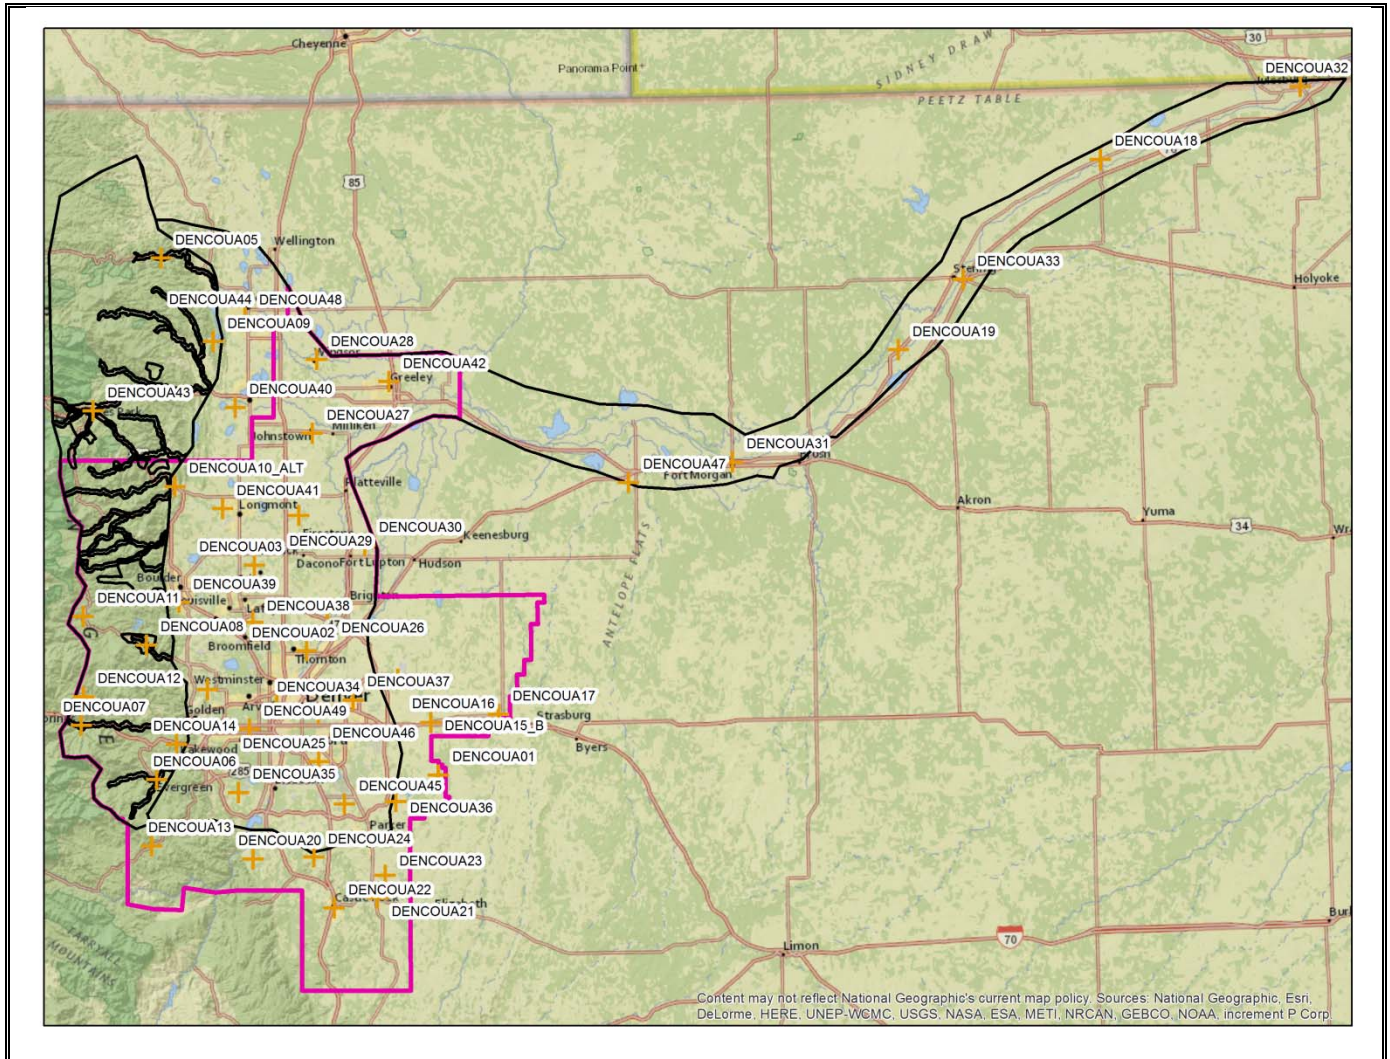 Cheyenne
30
DENCOUA32
Panorama Point
SIDNEY DRAW
PEETZ TABLE
DENCOUA18
85
DENCOUA05
Wellington
DENCOUA33
Holyoke
DENCOUA44
DENCOUA48
DENCOUA09
DENCOUA19
DENCOUA28
DENCOUA42
Greeley
DENCOUA43
DENCOUA40
DENCOUA27
Johnstown
Milliken
DENCOUA31
Brush
DENCOUA10_ALT
DENCOUA47
Fort Morgan
Platteville
DENCOUA41
Longmont
Akron
Yuma
34
DENCOUA30
Keenesburg
DENCOUA03
DENCOUA29
Dacono
Fort Lupton
Hudson
ANTELOPE FLATS
DENCOUA39
DENCOUA11
DENCOUA38
DENCOUA08
DENCOUA02
DENCOUA26
Broomfield
Thornton
DENCOUA12
Westminster
DENCOUA34
DENCOUA37
DENCOUA07
DENCOUA49
DENCOUA16
DENCOUA17
Strasburg
DENCOUA14
DENCOUA15_B
DENCOUA25
DENCOUA46
Byers
DENCOUA06
DENCOUA01
285
DENCOUA35
DENCOUA45
DENCOUA36
DENCOUA13
DENCOUA20
DENCOUA24
DENCOUA23
DENCOUA22
DENCOUA21
TARRYALL
MOUNTAINS
70
Limon
Content may not reflect National Geographic's current map policy. Sources: National Geographic, Esri,
DeLorme, HERE, UNEP-WCMC, USGS, NASA, ESA, METI, NRCAN, GEBCO, NOAA, increment P Corp.